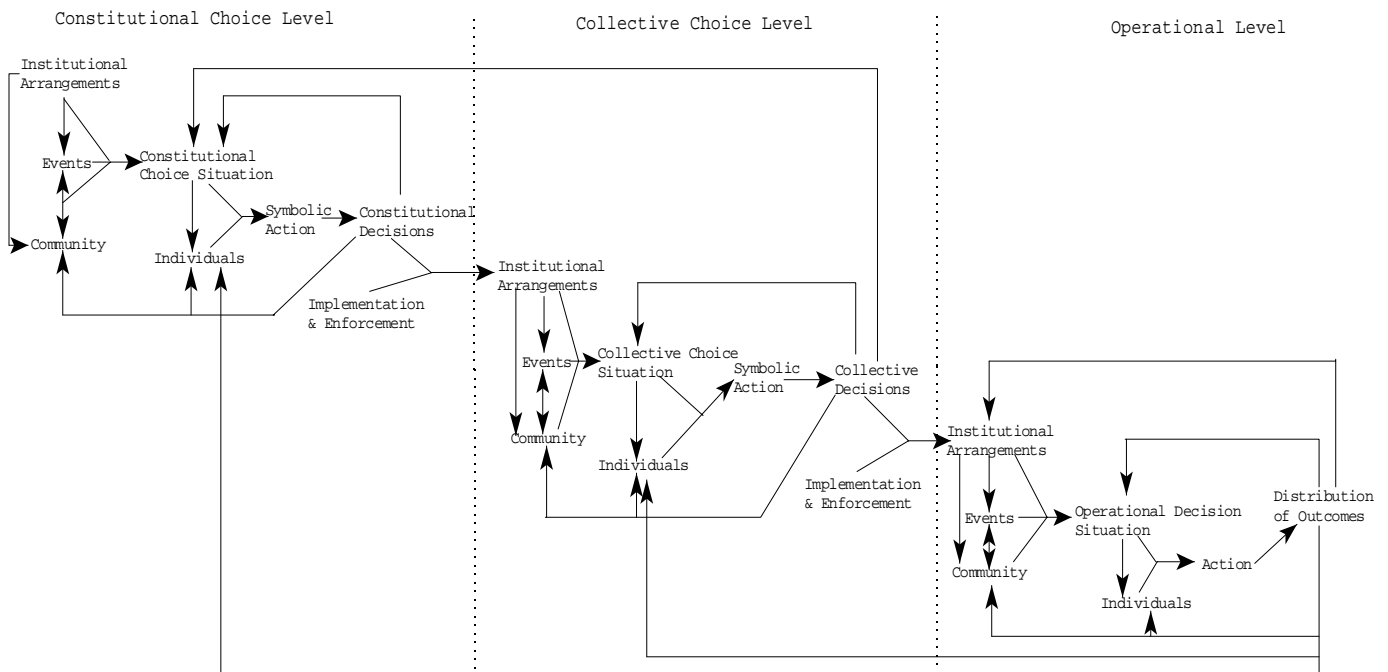 Constitutional Choice Level
Collective Choice Level
Operational Level
Institutional
Arrangements
Events
Community
Constitutional
Choice Situation
Individuals
Symbolic
Action
Constitutional
Decisions
Implementation
& Enforcement
Institutional
Arrangements
Events
Community
Collective Choice
Situation
Individuals
Symbolic
Action
Collective
Decisions
Implementation
& Enforcement
Institutional
Arrangements
Events
Community
Operational Decision
Situation
Individuals
Action
Distribution
of Outcomes